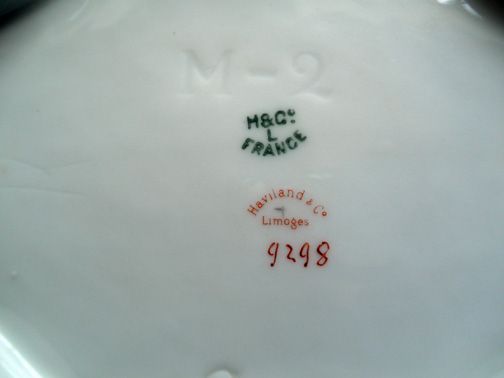 M-2
H&Co
L
FRANCE
Haviland & Co
Limoges
9298